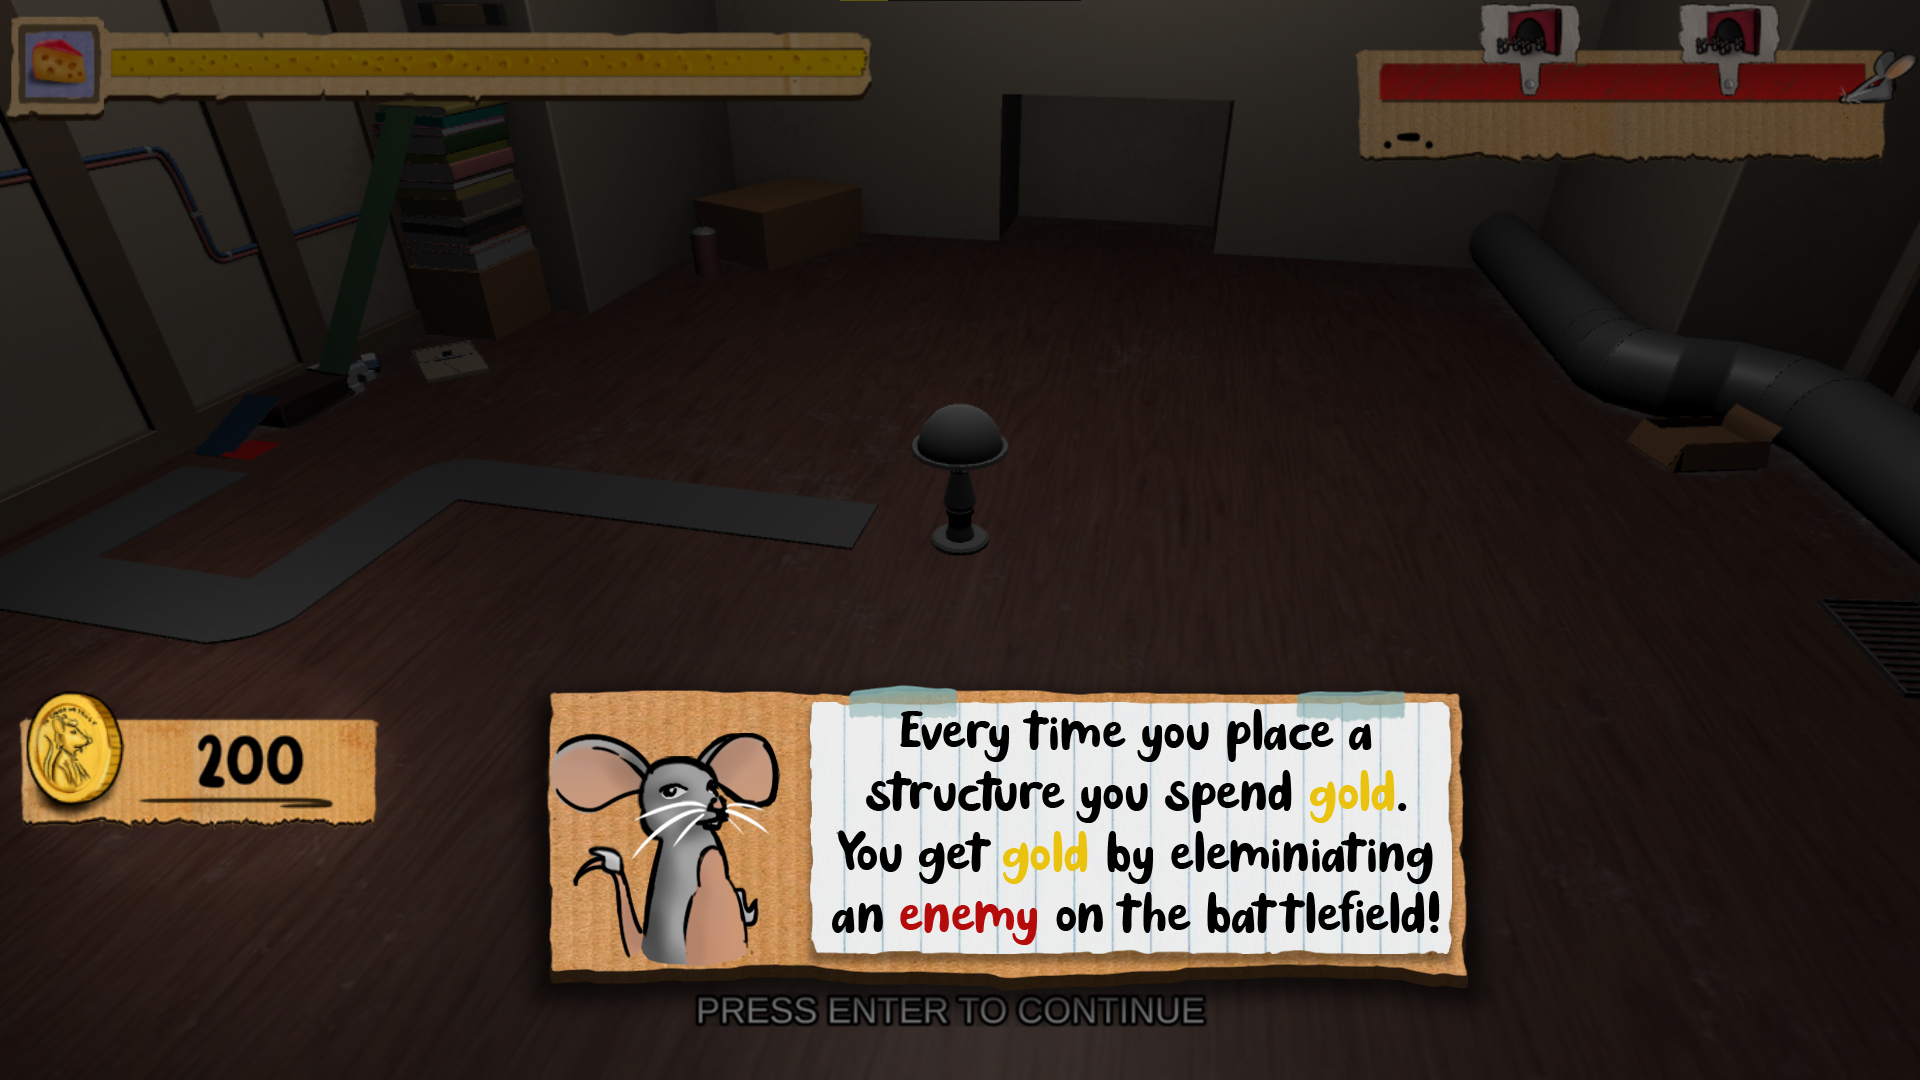 200
Every time you place a
structure you spend gold.
You get gold by eleminiating
an enemy on the battlefield!
PRESS ENTER TO CONTINUE